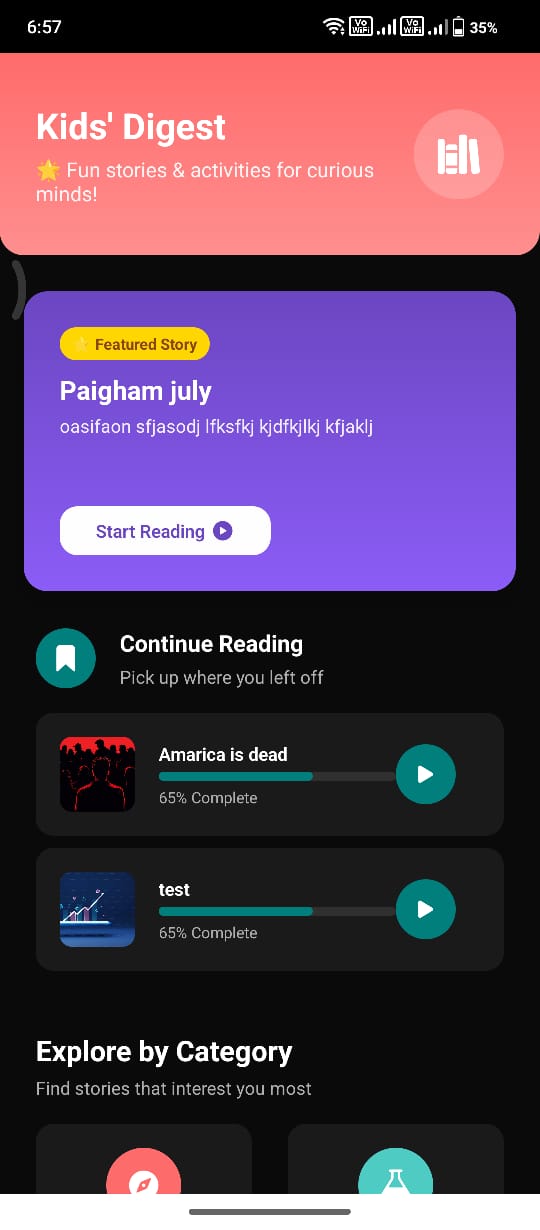 6:57
Vo WiFi Vo WiFi 35%
Kids' Digest
🌟 Fun stories & activities for curious
minds!
⭐ Featured Story
Paigham july
oasifaon sfjasodj lfksfkj kjdfkjlkj kfjaklj
Start Reading
Continue Reading
Pick up where you left off
Amarica is dead
65% Complete
test
65% Complete
Explore by Category
Find stories that interest you most